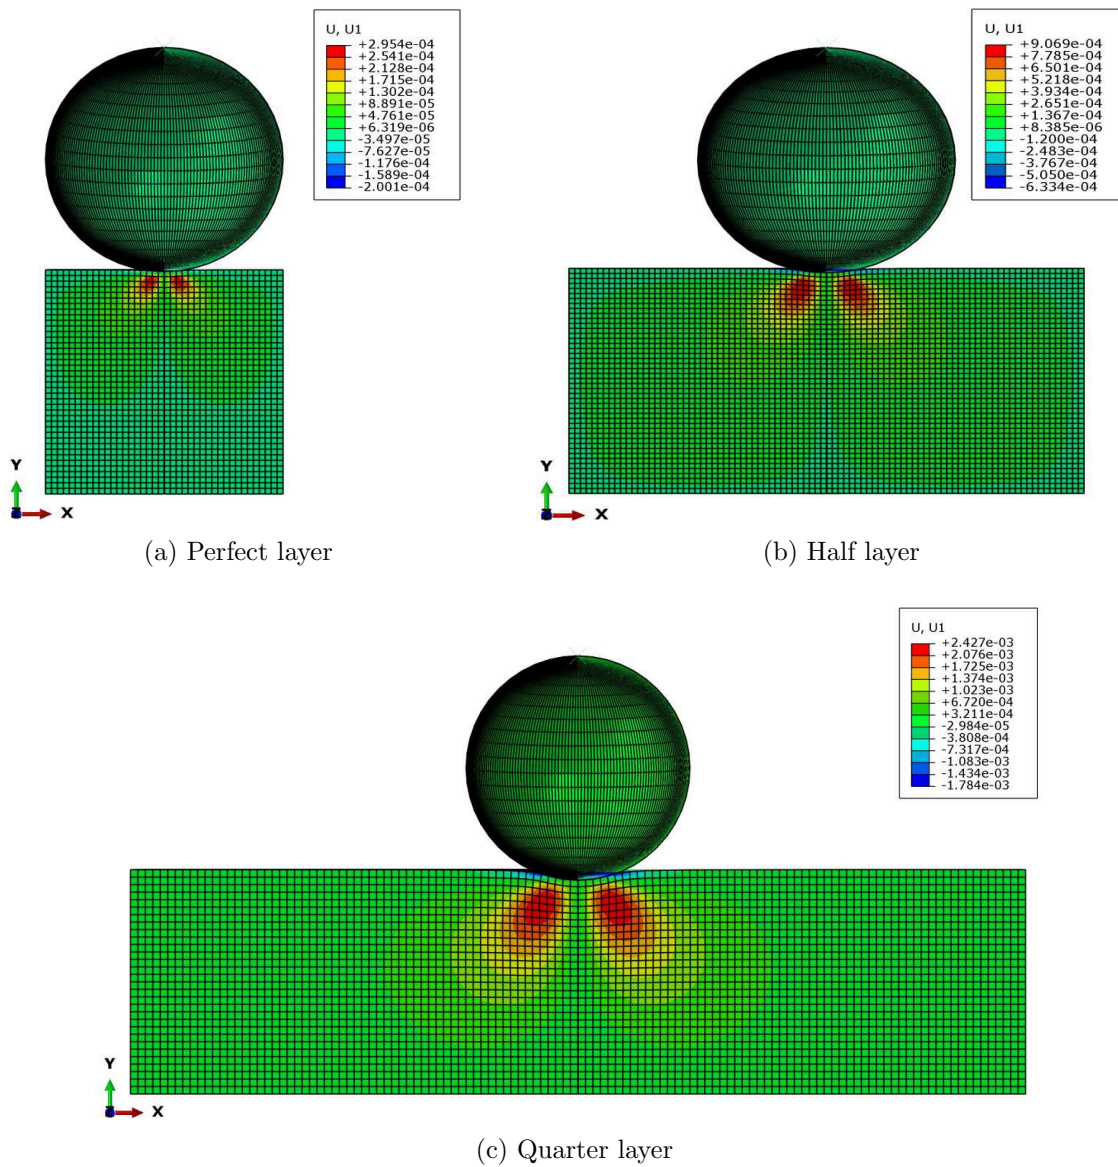 U, U1
+2.954e-04
+2.541e-04
+2.128e-04
+1.715e-04
+1.302e-04
+8.891e-05
+4.761e-05
+6.319e-06
-3.497e-05
-7.627e-05
-1.176e-04
-1.589e-04
-2.001e-04
Y
X
(a) Perfect layer
U, U1
+9.069e-04
+7.785e-04
+6.501e-04
+5.218e-04
+3.934e-04
+2.651e-04
+1.367e-04
+8.385e-06
-1.200e-04
-2.483e-04
-3.767e-04
-5.050e-04
-6.334e-04
Y
X
(b) Half layer
U, U1
+2.427e-03
+2.076e-03
+1.725e-03
+1.374e-03
+1.023e-03
+6.720e-04
+3.211e-04
-2.984e-05
-3.808e-04
-7.317e-04
-1.083e-03
-1.434e-03
-1.784e-03
Y
X
(c) Quarter layer